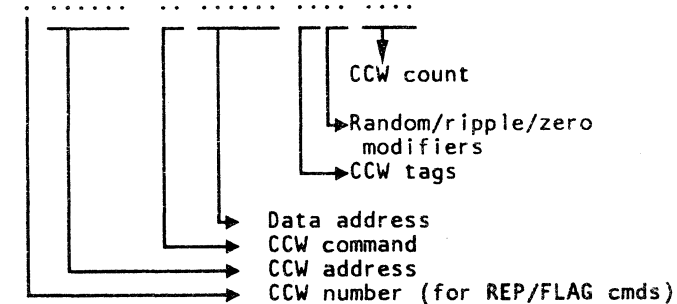 . ...... .. ...... .... ....
CCW count
Random/ripple/zero
modifiers
CCW tags
Data address
CCW command
CCW address
CCW number (for REP/FLAG cmds)